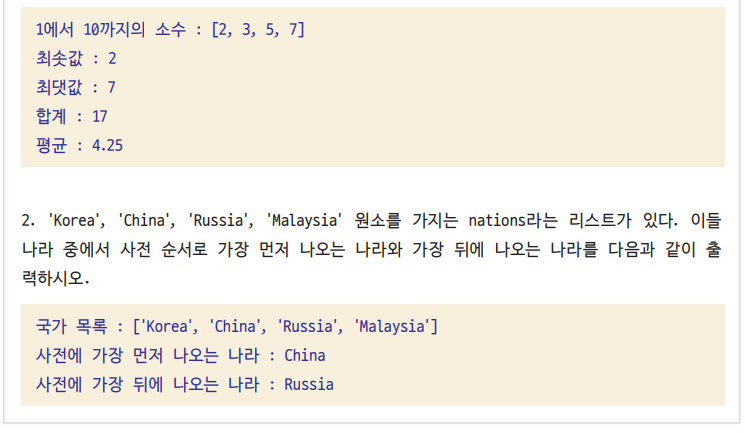 1에서 10까지의 소수 : [2, 3, 5, 7]
최솟값 : 2
최댓값 : 7
합계 : 17
평균 : 4.25
2. 'Korea', 'China', 'Russia', 'Malaysia' 원소를 가지는 nations라는 리스트가 있다. 이들
나라 중에서 사전 순서로 가장 먼저 나오는 나라와 가장 뒤에 나오는 나라를 다음과 같이 출
력하시오.
국가 목록 : ['Korea', 'China', 'Russia', 'Malaysia']
사전에 가장 먼저 나오는 나라 : China
사전에 가장 뒤에 나오는 나라 : Russia